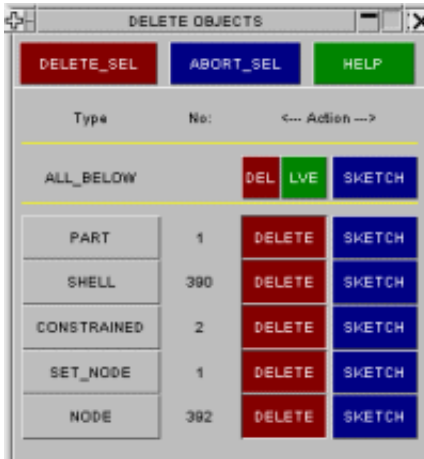 DELETE OBJECTS
DELETE_SEL ABORT_SEL HELP
Type No: <--- Action --->
ALL_BELOW DEL LVE SKETCH
PART 1 DELETE SKETCH
SHELL 390 DELETE SKETCH
CONSTRAINED 2 DELETE SKETCH
SET_NODE 1 DELETE SKETCH
NODE 392 DELETE SKETCH